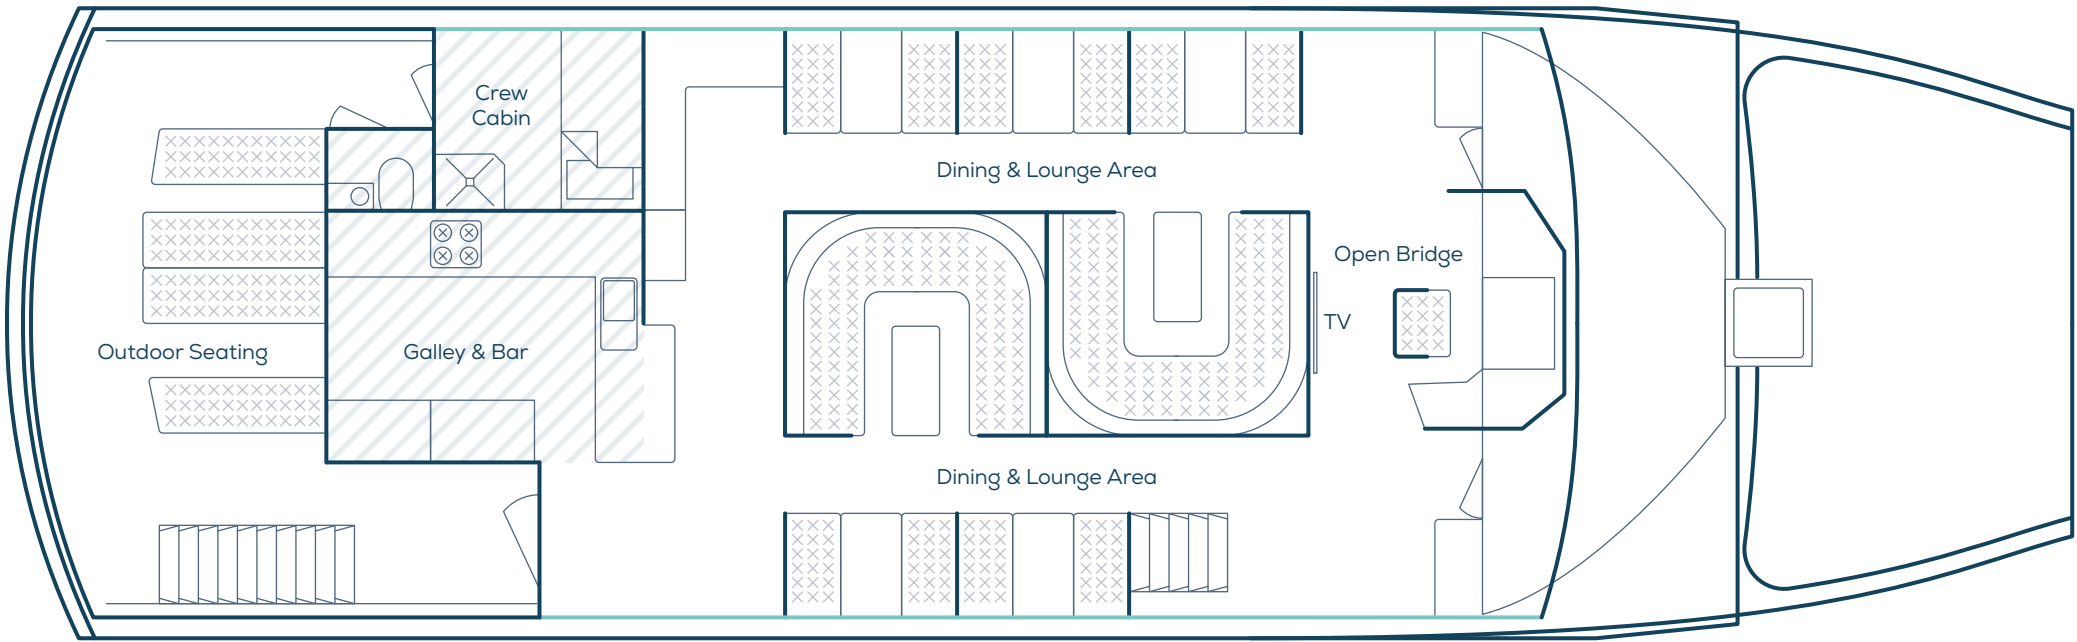 Crew
Cabin
Dining & Lounge Area
Open Bridge
TV
Outdoor Seating
Galley & Bar
Dining & Lounge Area